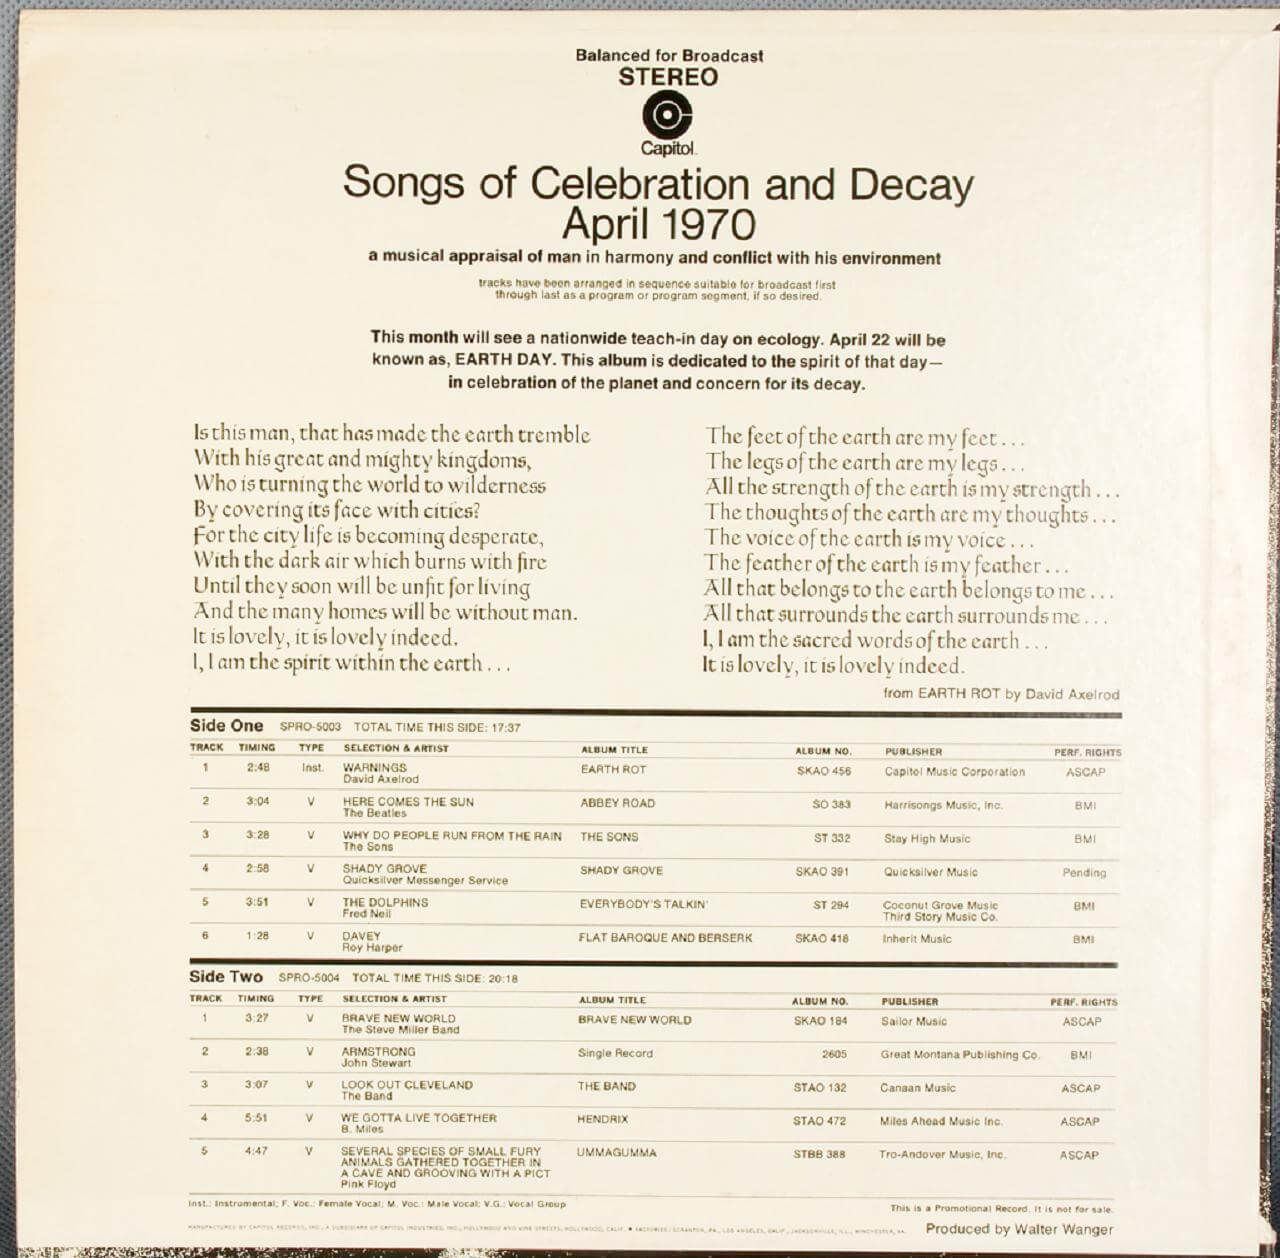 Balanced for Broadcast
STEREO
Capitol.
Songs of Celebration and Decay
April 1970
a musical appraisal of man in harmony and conflict with his environment
tracks have been arranged in sequence suitable for broadcast first
through last as a program or program segment, if so desired.
This month will see a nationwide teach-in day on ecology. April 22 will be
known as, EARTH DAY. This album is dedicated to the spirit of that day—
in celebration of the planet and concern for its decay.
Is this man, that has made the earth tremble
With his great and mighty kingdoms,
Who is turning the world to wilderness
By covering its face with cities?
For the city life is becoming desperate,
With the dark air which burns with fire
Until they soon will be unfit for living
And the many homes will be without man.
It is lovely, it is lovely indeed.
I, I am the spirit within the earth . . .
The feet of the earth are my feet . . .
The legs of the earth are my legs . . .
All the strength of the earth is my strength . . .
The thoughts of the earth are my thoughts . . .
The voice of the earth is my voice . . .
The feather of the earth is my feather . . .
All that belongs to the earth belongs to me . . .
All that surrounds the earth surrounds me . . .
I, I am the sacred words of the earth . . .
It is lovely, it is lovely indeed.
from EARTH ROT by David Axelrod
Side One SPRO-5003 TOTAL TIME THIS SIDE: 17:37
TRACK TIMING TYPE SELECTION & ARTIST ALBUM TITLE ALBUM NO. PUBLISHER PERF. RIGHTS
1 2:48 Inst. WARNINGS EARTH ROT SKAO 456 Capitol Music Corporation ASCAP
David Axelrod
2 3:04 V HERE COMES THE SUN ABBEY ROAD SO 383 Harrisongs Music, Inc. BMI
The Beatles
3 3:28 V WHY DO PEOPLE RUN FROM THE RAIN THE SONS ST 332 Stay High Music BMI
The Sons
4 2:58 V SHADY GROVE SHADY GROVE SKAO 391 Quicksilver Music Pending
Quicksilver Messenger Service
5 3:51 V THE DOLPHINS EVERYBODY'S TALKIN' ST 294 Coconut Grove Music BMI
Fred Neil Third Story Music Co.
6 1:28 V DAVEY FLAT BAROQUE AND BERSERK SKAO 418 Inherit Music BMI
Roy Harper
Side Two SPRO-5004 TOTAL TIME THIS SIDE: 20:18
TRACK TIMING TYPE SELECTION & ARTIST ALBUM TITLE ALBUM NO. PUBLISHER PERF. RIGHTS
1 3:27 V BRAVE NEW WORLD BRAVE NEW WORLD SKAO 184 Sailor Music ASCAP
The Steve Miller Band
2 2:38 V ARMSTRONG Single Record 2605 Great Montana Publishing Co. BMI
John Stewart
3 3:07 V LOOK OUT CLEVELAND THE BAND STAO 132 Canaan Music ASCAP
The Band
4 5:51 V WE GOTTA LIVE TOGETHER HENDRIX STAO 472 Miles Ahead Music Inc. ASCAP
B. Miles
5 4:47 V SEVERAL SPECIES OF SMALL FURY UMMAGUMMA STBB 388 Tro-Andover Music, Inc. ASCAP
ANIMALS GATHERED TOGETHER IN
A CAVE AND GROOVING WITH A PICT
Pink Floyd
Inst.: Instrumental; F. Voc.: Female Vocal; M. Voc.: Male Vocal; V.G.: Vocal Group
This is a Promotional Record. It is not for sale.
MANUFACTURED BY CAPITOL RECORDS, INC., A SUBSIDIARY OF CAPITOL INDUSTRIES, INC., HOLLYWOOD AND VINE STREETS, HOLLYWOOD, CALIF. • FACTORIES: SCRANTON, PA., LOS ANGELES, CALIF., JACKSONVILLE, ILL., WINCHESTER, VA.
Produced by Walter Wanger